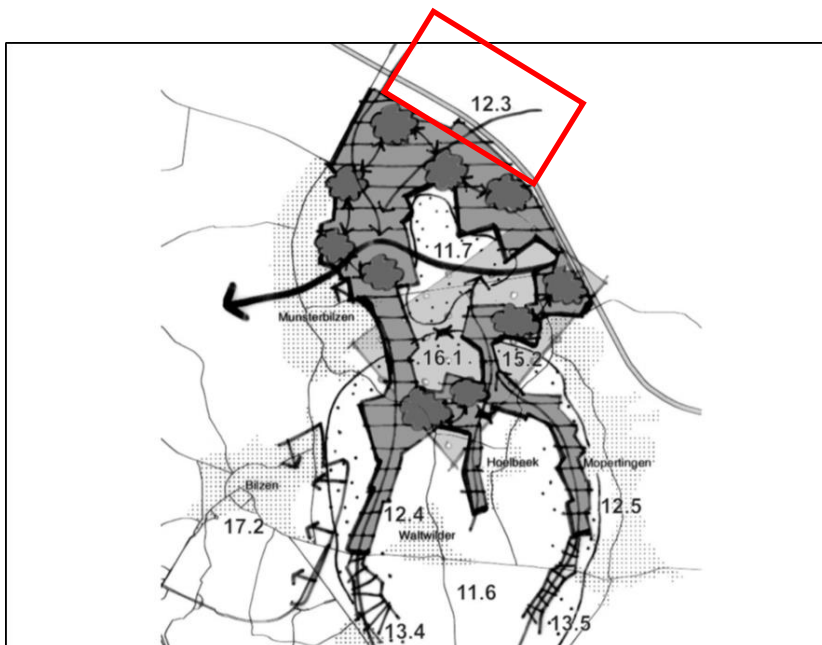 12.3
11.7
Munsterbilzen
16.1
15.2
Hoelbeek
Mopertingen
Bilzen
12.4
12.5
17.2
Waltwilder
11.6
13.4
13.5